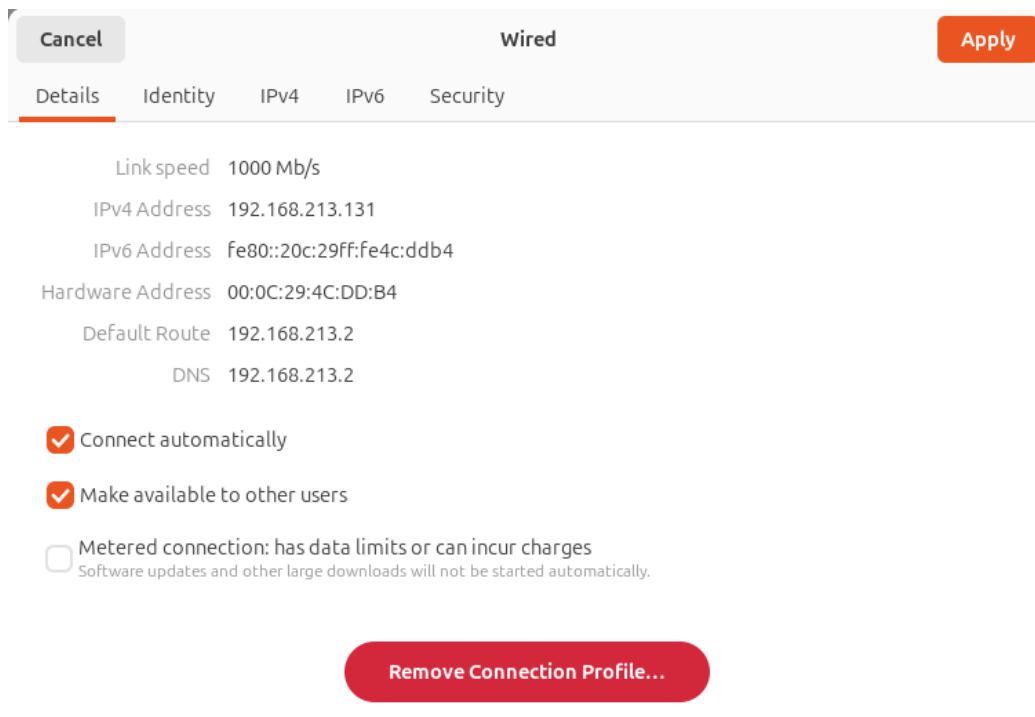 Cancel Wired Apply
Details Identity IPv4 IPv6 Security
Link speed 1000 Mb/s
IPv4 Address 192.168.213.131
IPv6 Address fe80::20c:29ff:fe4c:ddb4
Hardware Address 00:0C:29:4C:DD:B4
Default Route 192.168.213.2
DNS 192.168.213.2
Connect automatically
Make available to other users
Metered connection: has data limits or can incur charges
Software updates and other large downloads will not be started automatically.
Remove Connection Profile…